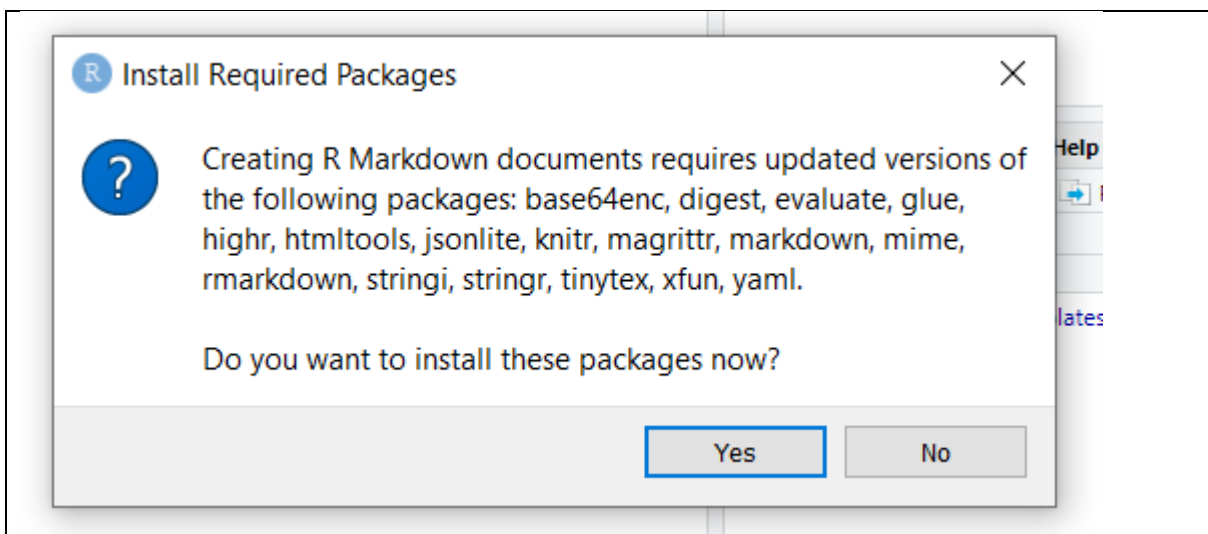 R Install Required Packages
? Creating R Markdown documents requires updated versions of
the following packages: base64enc, digest, evaluate, glue,
highr, htmltools, jsonlite, knitr, magrittr, markdown, mime,
rmarkdown, stringi, stringr, tinytex, xfun, yaml.
Do you want to install these packages now?
Yes No
Help
lates